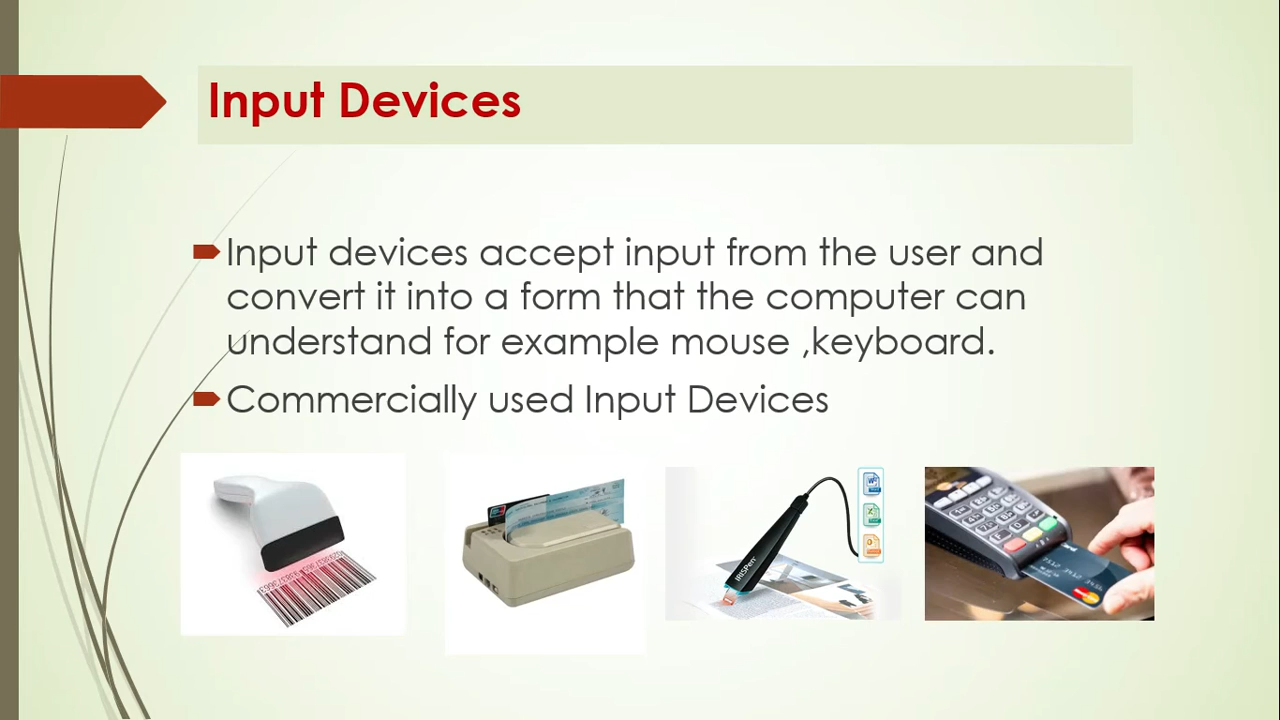 Input Devices
Input devices accept input from the user and
convert it into a form that the computer can
understand for example mouse ,keyboard.
Commercially used Input Devices
IRISPen